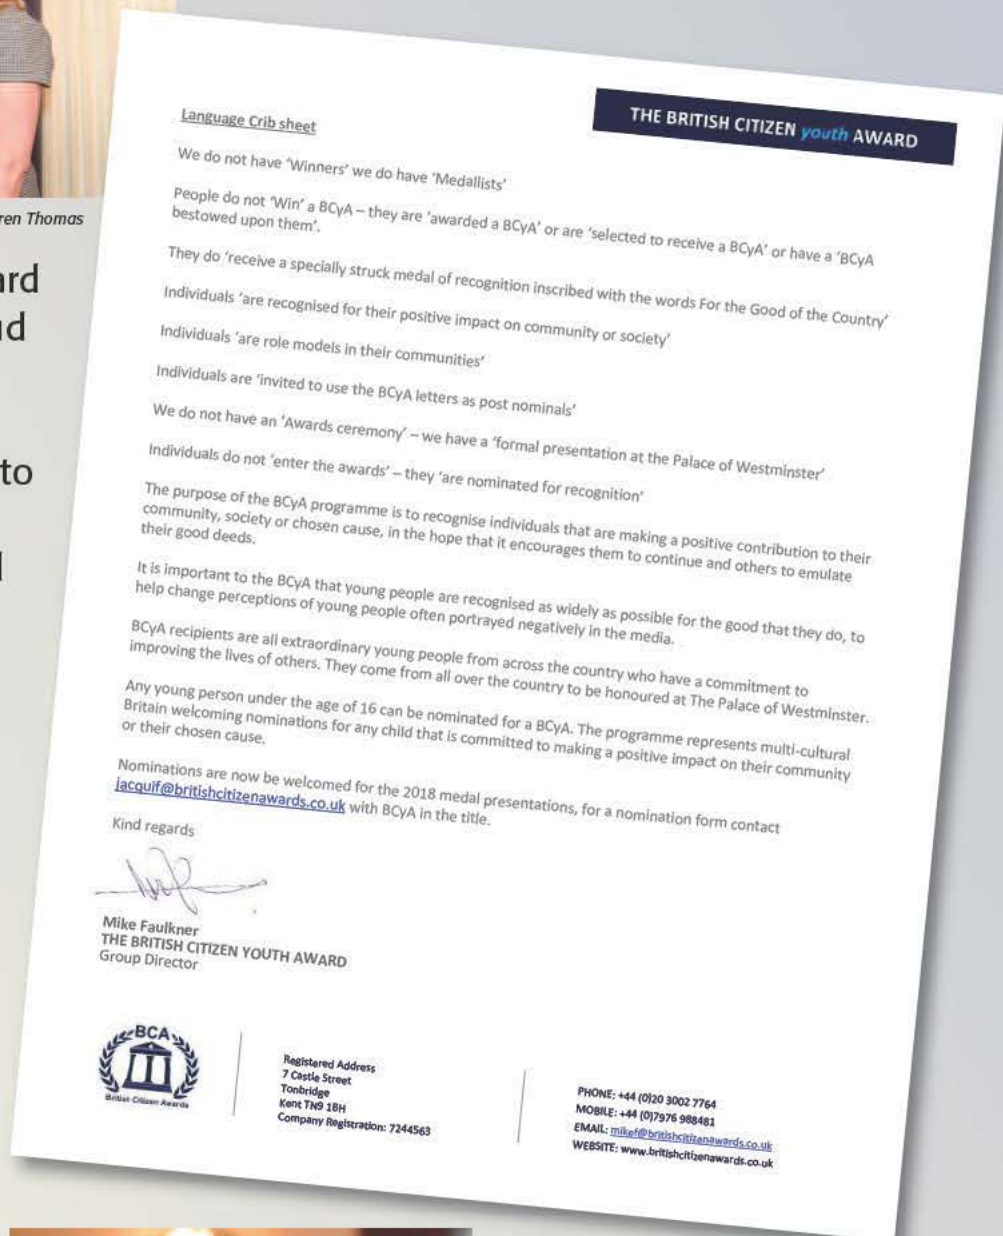 ren Thomas
ard
nd
to
THE BRITISH CITIZEN youth AWARD
Language Crib sheet
We do not have 'Winners' we do have 'Medallists'
People do not 'Win' a BCyA – they are 'awarded a BCyA' or are 'selected to receive a BCyA' or have a 'BCyA
bestowed upon them'.
They do 'receive a specially struck medal of recognition inscribed with the words For the Good of the Country'
Individuals 'are recognised for their positive impact on community or society'
Individuals 'are role models in their communities'
Individuals are 'invited to use the BCyA letters as post nominals'
We do not have an 'Awards ceremony' – we have a 'formal presentation at the Palace of Westminster'
Individuals do not 'enter the awards' – they 'are nominated for recognition'
The purpose of the BCyA programme is to recognise individuals that are making a positive contribution to their
community, society or chosen cause, in the hope that it encourages them to continue and others to emulate
their good deeds.
It is important to the BCyA that young people are recognised as widely as possible for the good that they do, to
help change perceptions of young people often portrayed negatively in the media.
BCyA recipients are all extraordinary young people from across the country who have a commitment to
improving the lives of others. They come from all over the country to be honoured at The Palace of Westminster.
Any young person under the age of 16 can be nominated for a BCyA. The programme represents multi-cultural
Britain welcoming nominations for any child that is committed to making a positive impact on their community
or their chosen cause.
Nominations are now be welcomed for the 2018 medal presentations, for a nomination form contact
jacquif@britishcitizenawards.co.uk with BCyA in the title.
Kind regards
Mike Faulkner
THE BRITISH CITIZEN YOUTH AWARD
Group Director
BCA
British Citizen Awards
Registered Address
7 Castle Street
Tonbridge
Kent TN9 1BH
Company Registration: 7244563
PHONE: +44 (0)20 3002 7764
MOBILE: +44 (0)7976 988481
EMAIL: mikef@britishcitizenawards.co.uk
WEBSITE: www.britishcitizenawards.co.uk